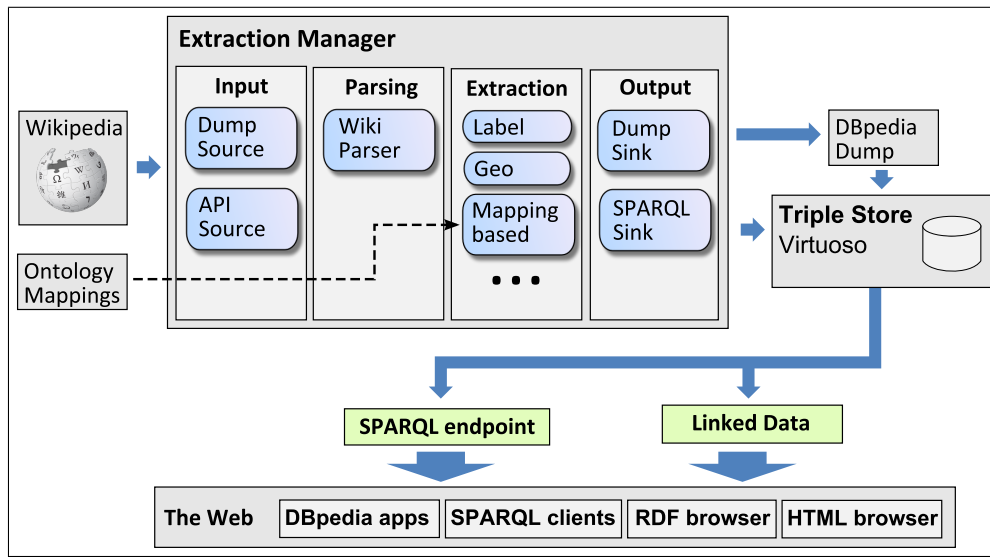 Extraction Manager
Input
Parsing
Extraction
Output
Wikipedia
Dump
Source
API
Source
Wiki
Parser
Label
Geo
Mapping
based
...
Dump
Sink
SPARQL
Sink
DBpedia
Dump
Triple Store
Virtuoso
Ontology
Mappings
SPARQL endpoint
Linked Data
The Web
DBpedia apps
SPARQL clients
RDF browser
HTML browser